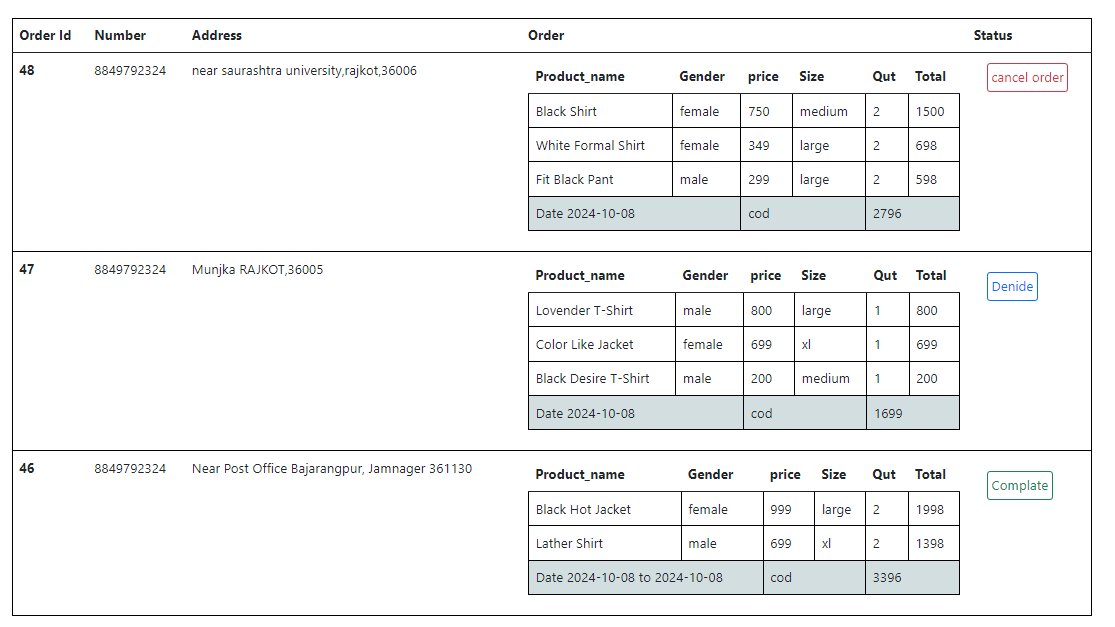 Order Id Number Address Order Status
48 8849792324 near saurashtra university,rajkot,36006 cancel order
Product_name Gender price Size Qut Total
Black Shirt female 750 medium 2 1500
White Formal Shirt female 349 large 2 698
Fit Black Pant male 299 large 2 598
Date 2024-10-08 cod 2796
47 8849792324 Munjka RAJKOT,36005 Denide
Product_name Gender price Size Qut Total
Lovender T-Shirt male 800 large 1 800
Color Like Jacket female 699 xl 1 699
Black Desire T-Shirt male 200 medium 1 200
Date 2024-10-08 cod 1699
46 8849792324 Near Post Office Bajarangpur, Jamnager 361130 Complate
Product_name Gender price Size Qut Total
Black Hot Jacket female 999 large 2 1998
Lather Shirt male 699 xl 2 1398
Date 2024-10-08 to 2024-10-08 cod 3396